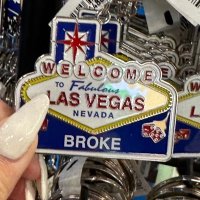 WELCOME
TO Fabulous
LAS VEGAS
NEVADA
BROKE